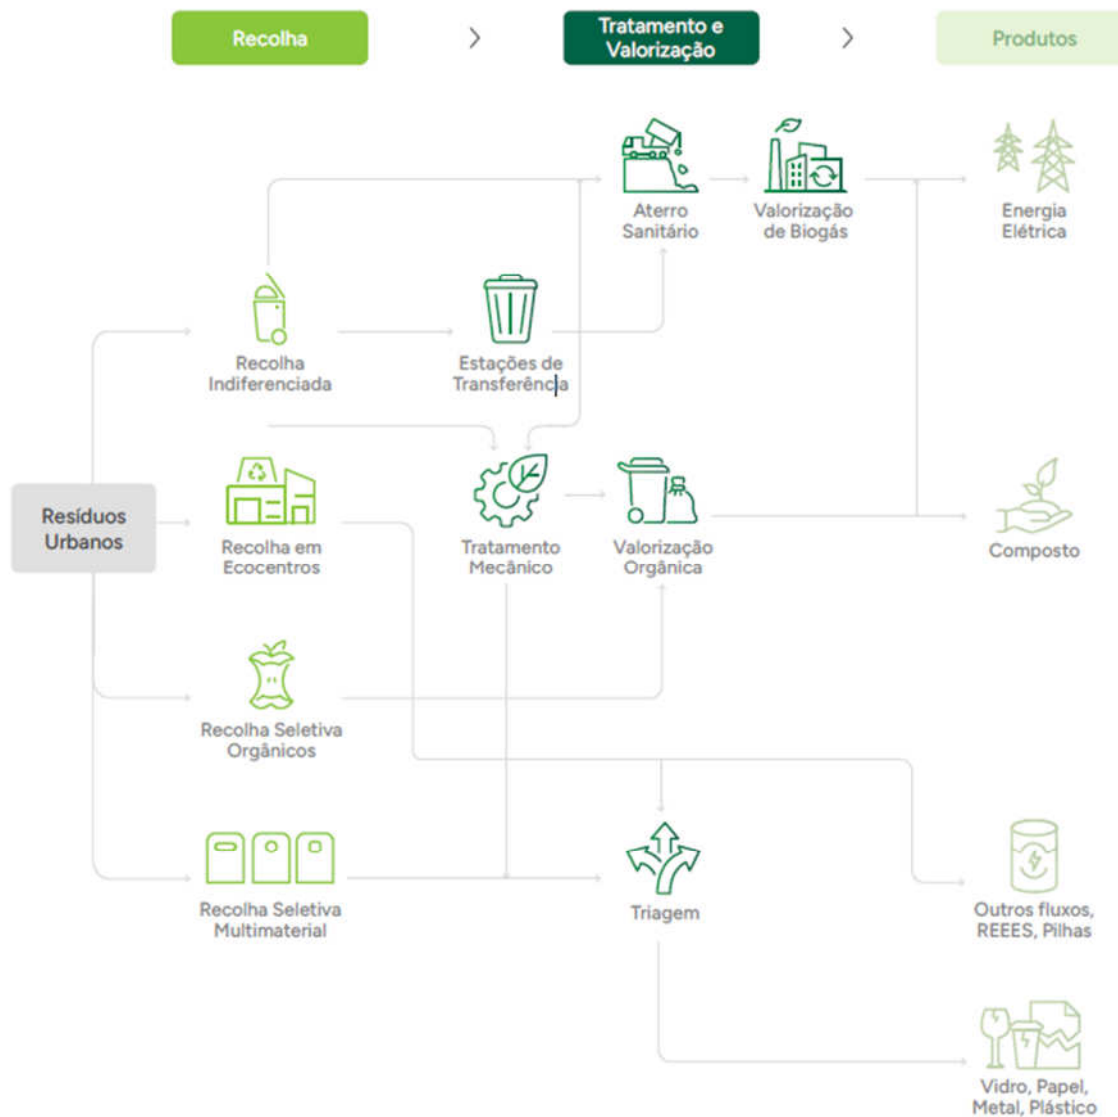 Recolha
Tratamento e
Valorização
Produtos
Aterro
Sanitário
Valorização
de Biogás
Energia
Elétrica
Recolha
Indiferenciada
Estações de
Transferência
Resíduos
Urbanos
Recolha em
Ecocentros
Tratamento
Mecânico
Valorização
Orgânica
Composto
Recolha Seletiva
Orgânicos
Recolha Seletiva
Multimaterial
Triagem
Outros fluxos,
REEES, Pilhas
Vidro, Papel,
Metal, Plástico